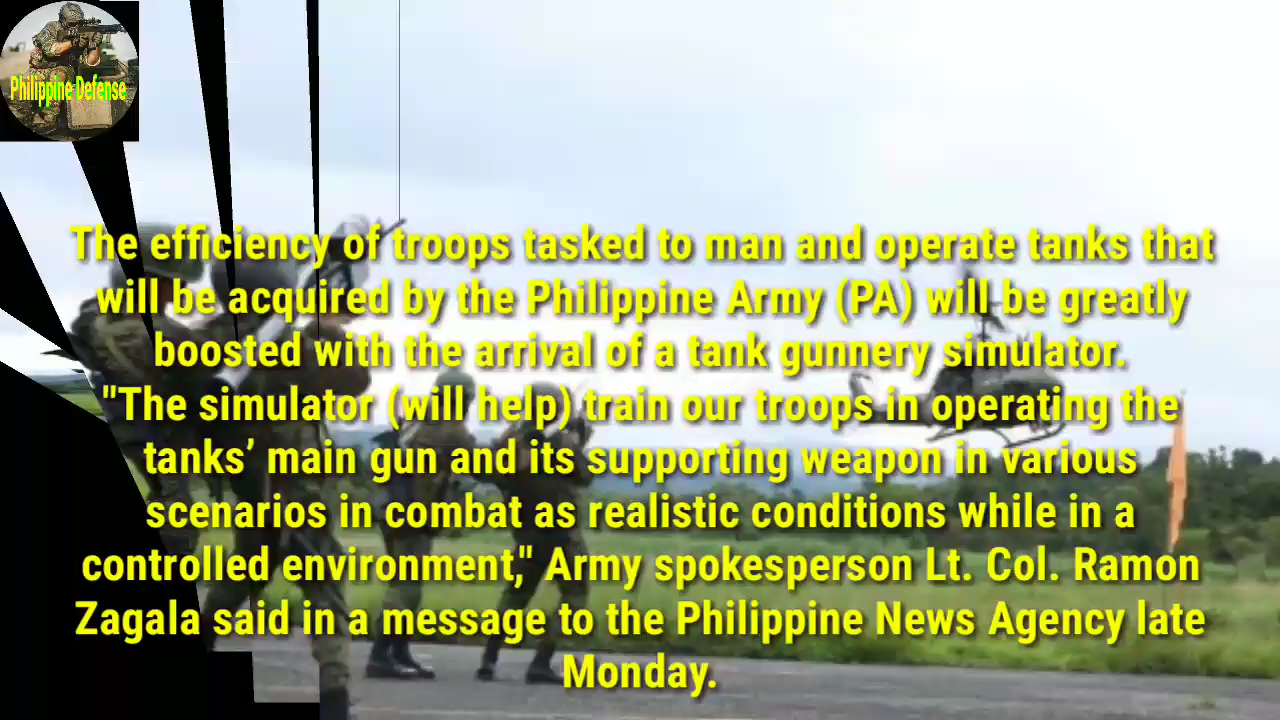 Philippine Defense
The efficiency of troops tasked to man and operate tanks that
will be acquired by the Philippine Army (PA) will be greatly
boosted with the arrival of a tank gunnery simulator.
"The simulator (will help) train our troops in operating the
tanks’ main gun and its supporting weapon in various
scenarios in combat as realistic conditions while in a
controlled environment," Army spokesperson Lt. Col. Ramon
Zagala said in a message to the Philippine News Agency late
Monday.